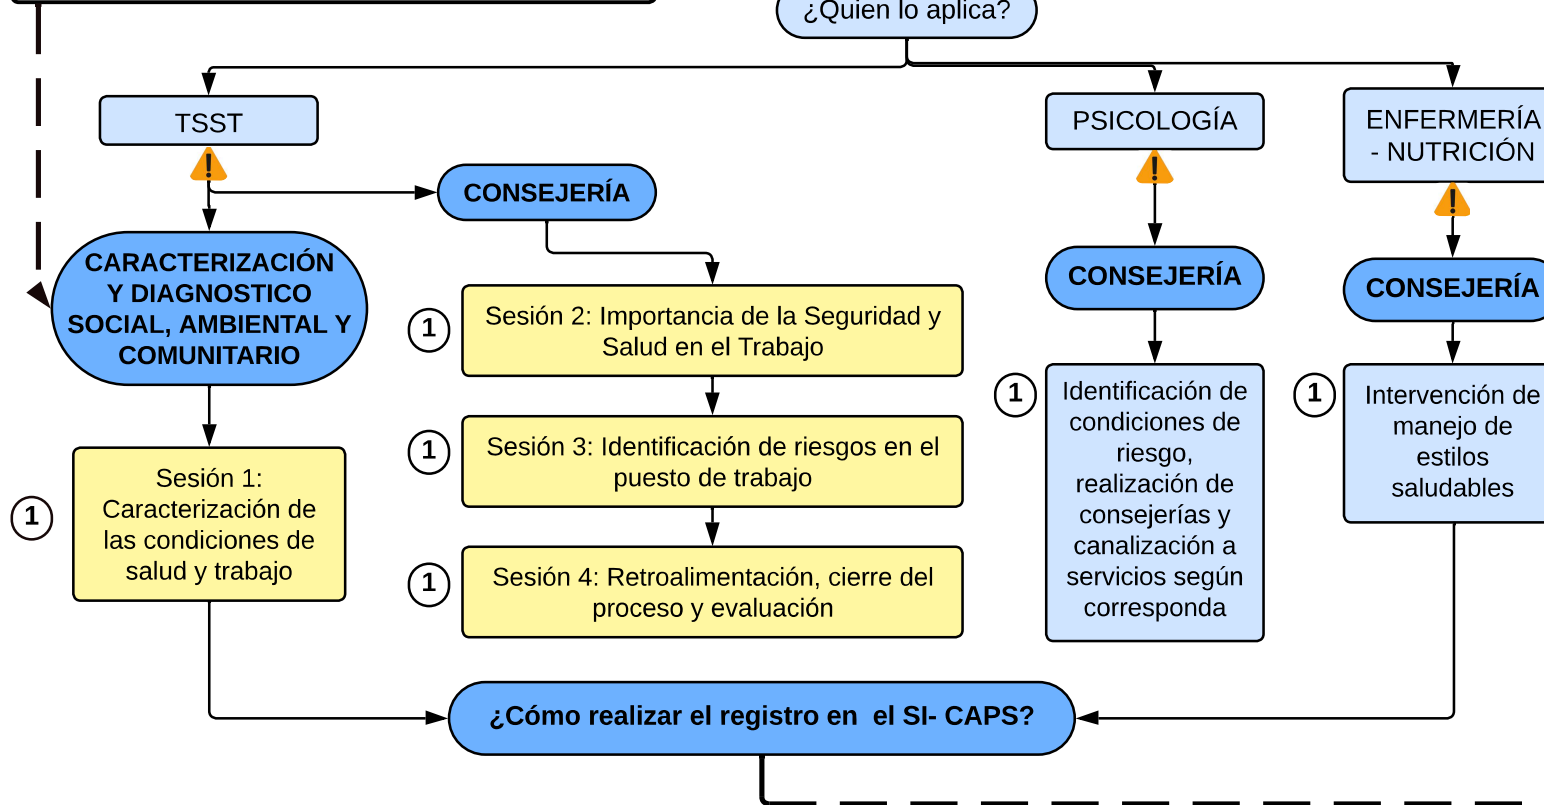 ¿Quien lo aplica?
TSST
PSICOLOGÍA
ENFERMERÍA
- NUTRICIÓN
CONSEJERÍA
CARACTERIZACIÓN
Y DIAGNOSTICO
SOCIAL, AMBIENTAL Y
COMUNITARIO
CONSEJERÍA
CONSEJERÍA
1
Sesión 2: Importancia de la Seguridad y
Salud en el Trabajo
1
Sesión 3: Identificación de riesgos en el
puesto de trabajo
1
Sesión 4: Retroalimentación, cierre del
proceso y evaluación
1
Sesión 1:
Caracterización de
las condiciones de
salud y trabajo
1
Identificación de
condiciones de
riesgo,
realización de
consejerías y
canalización a
servicios según
corresponda
1
Intervención de
manejo de
estilos
saludables
¿Cómo realizar el registro en  el SI- CAPS?